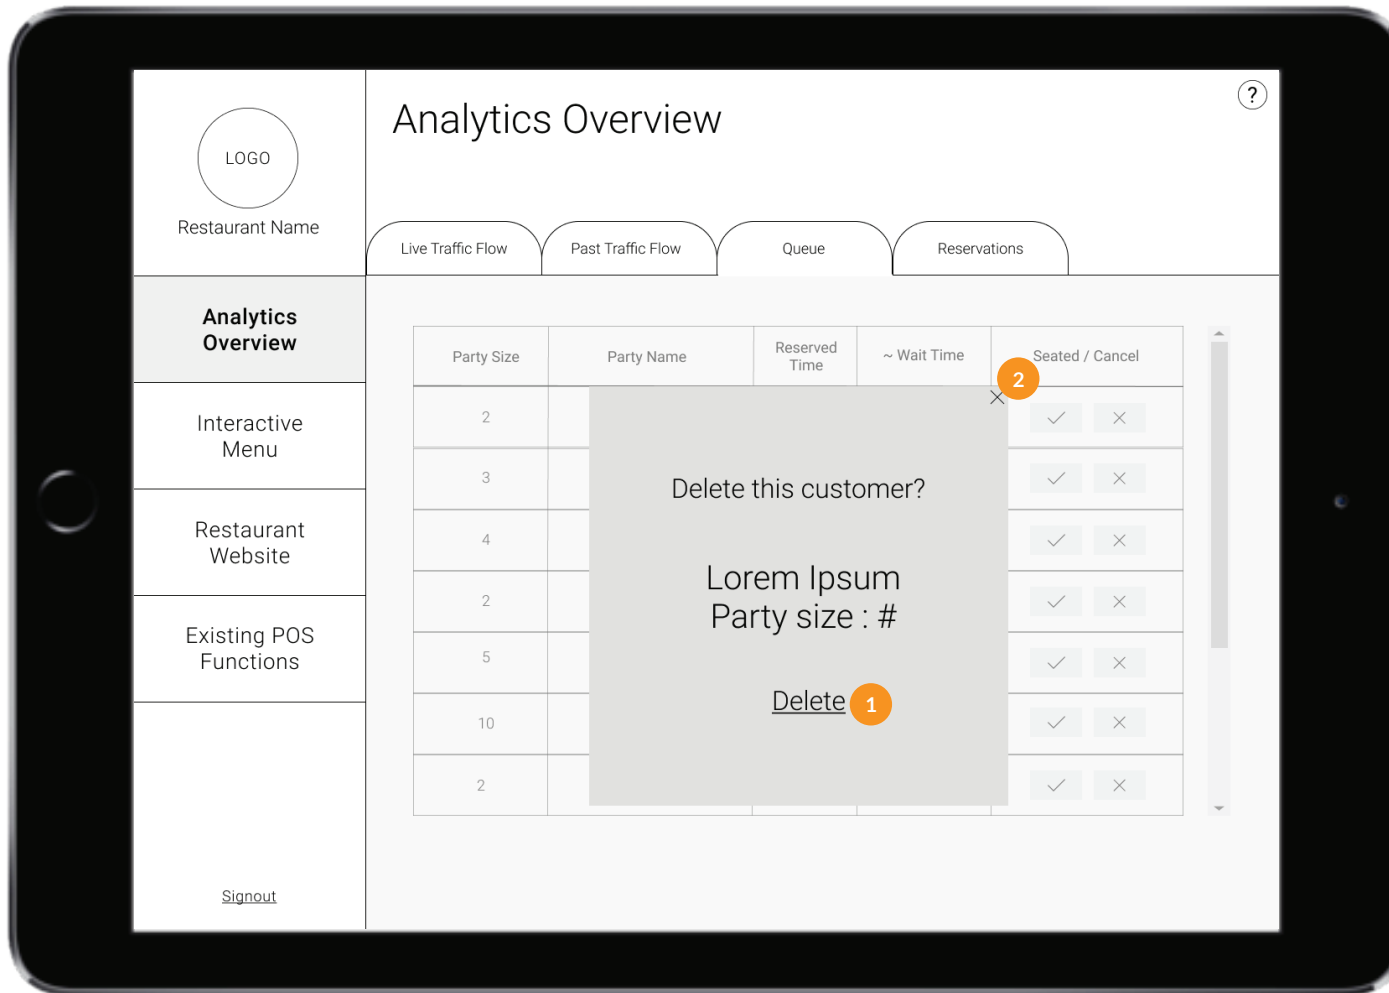 LOGO
Restaurant Name
Analytics
Overview
Interactive
Menu
Restaurant
Website
Existing POS
Functions
Signout
Analytics Overview
?
Live Traffic Flow
Past Traffic Flow
Queue
Reservations
Party Size
Party Name
Reserved
Time
~ Wait Time
Seated / Cancel
2
2
3
4
2
5
10
2
Delete this customer?
Lorem Ipsum
Party size : #
Delete
1